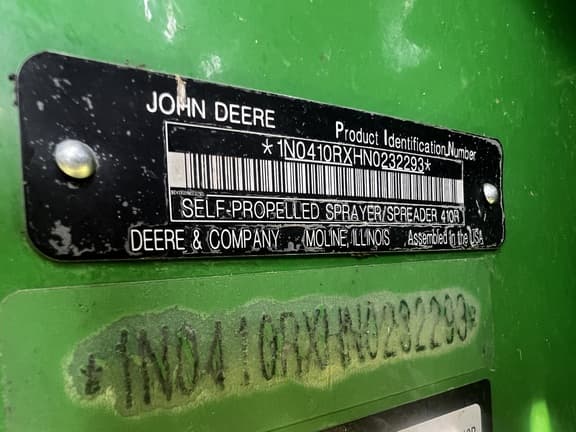 JOHN DEERE
Product Identification Number
*1N0410RXHN0232293*
SELF-PROPELLED SPRAYER/SPREADER 410R
DEERE & COMPANY MOLINE, ILLINOIS Assembled in the USA
*1N0410RXHN0232293*